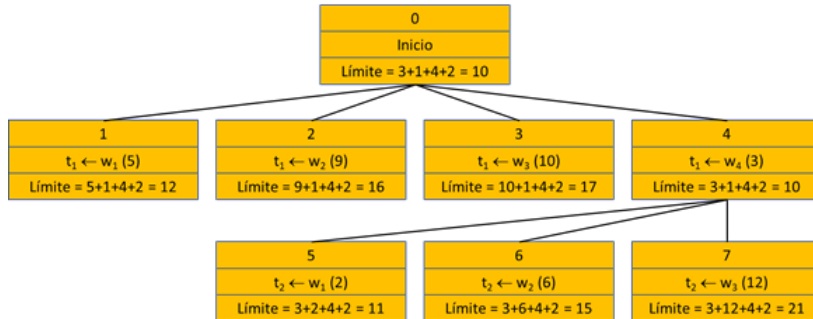 0
Inicio
Límite = 3+1+4+2 = 10
1
t₁ ← w₁ (5)
Límite = 5+1+4+2 = 12
2
t₁ ← w₂ (9)
Límite = 9+1+4+2 = 16
3
t₁ ← w₃ (10)
Límite = 10+1+4+2 = 17
4
t₁ ← w₄ (3)
Límite = 3+1+4+2 = 10
5
t₂ ← w₁ (2)
Límite = 3+2+4+2 = 11
6
t₂ ← w₂ (6)
Límite = 3+6+4+2 = 15
7
t₂ ← w₃ (12)
Límite = 3+12+4+2 = 21